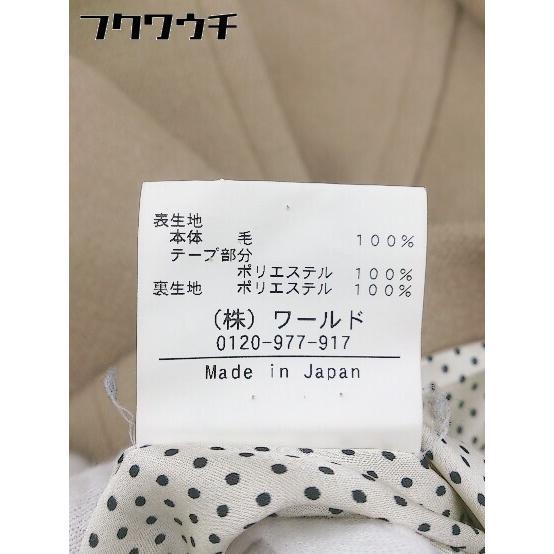 フクワウチ
表生地
本体 毛 100%
テープ部分
ポリエステル 100%
裏生地 ポリエステル 100%
(株) ワールド
0120-977-917
Made in Japan